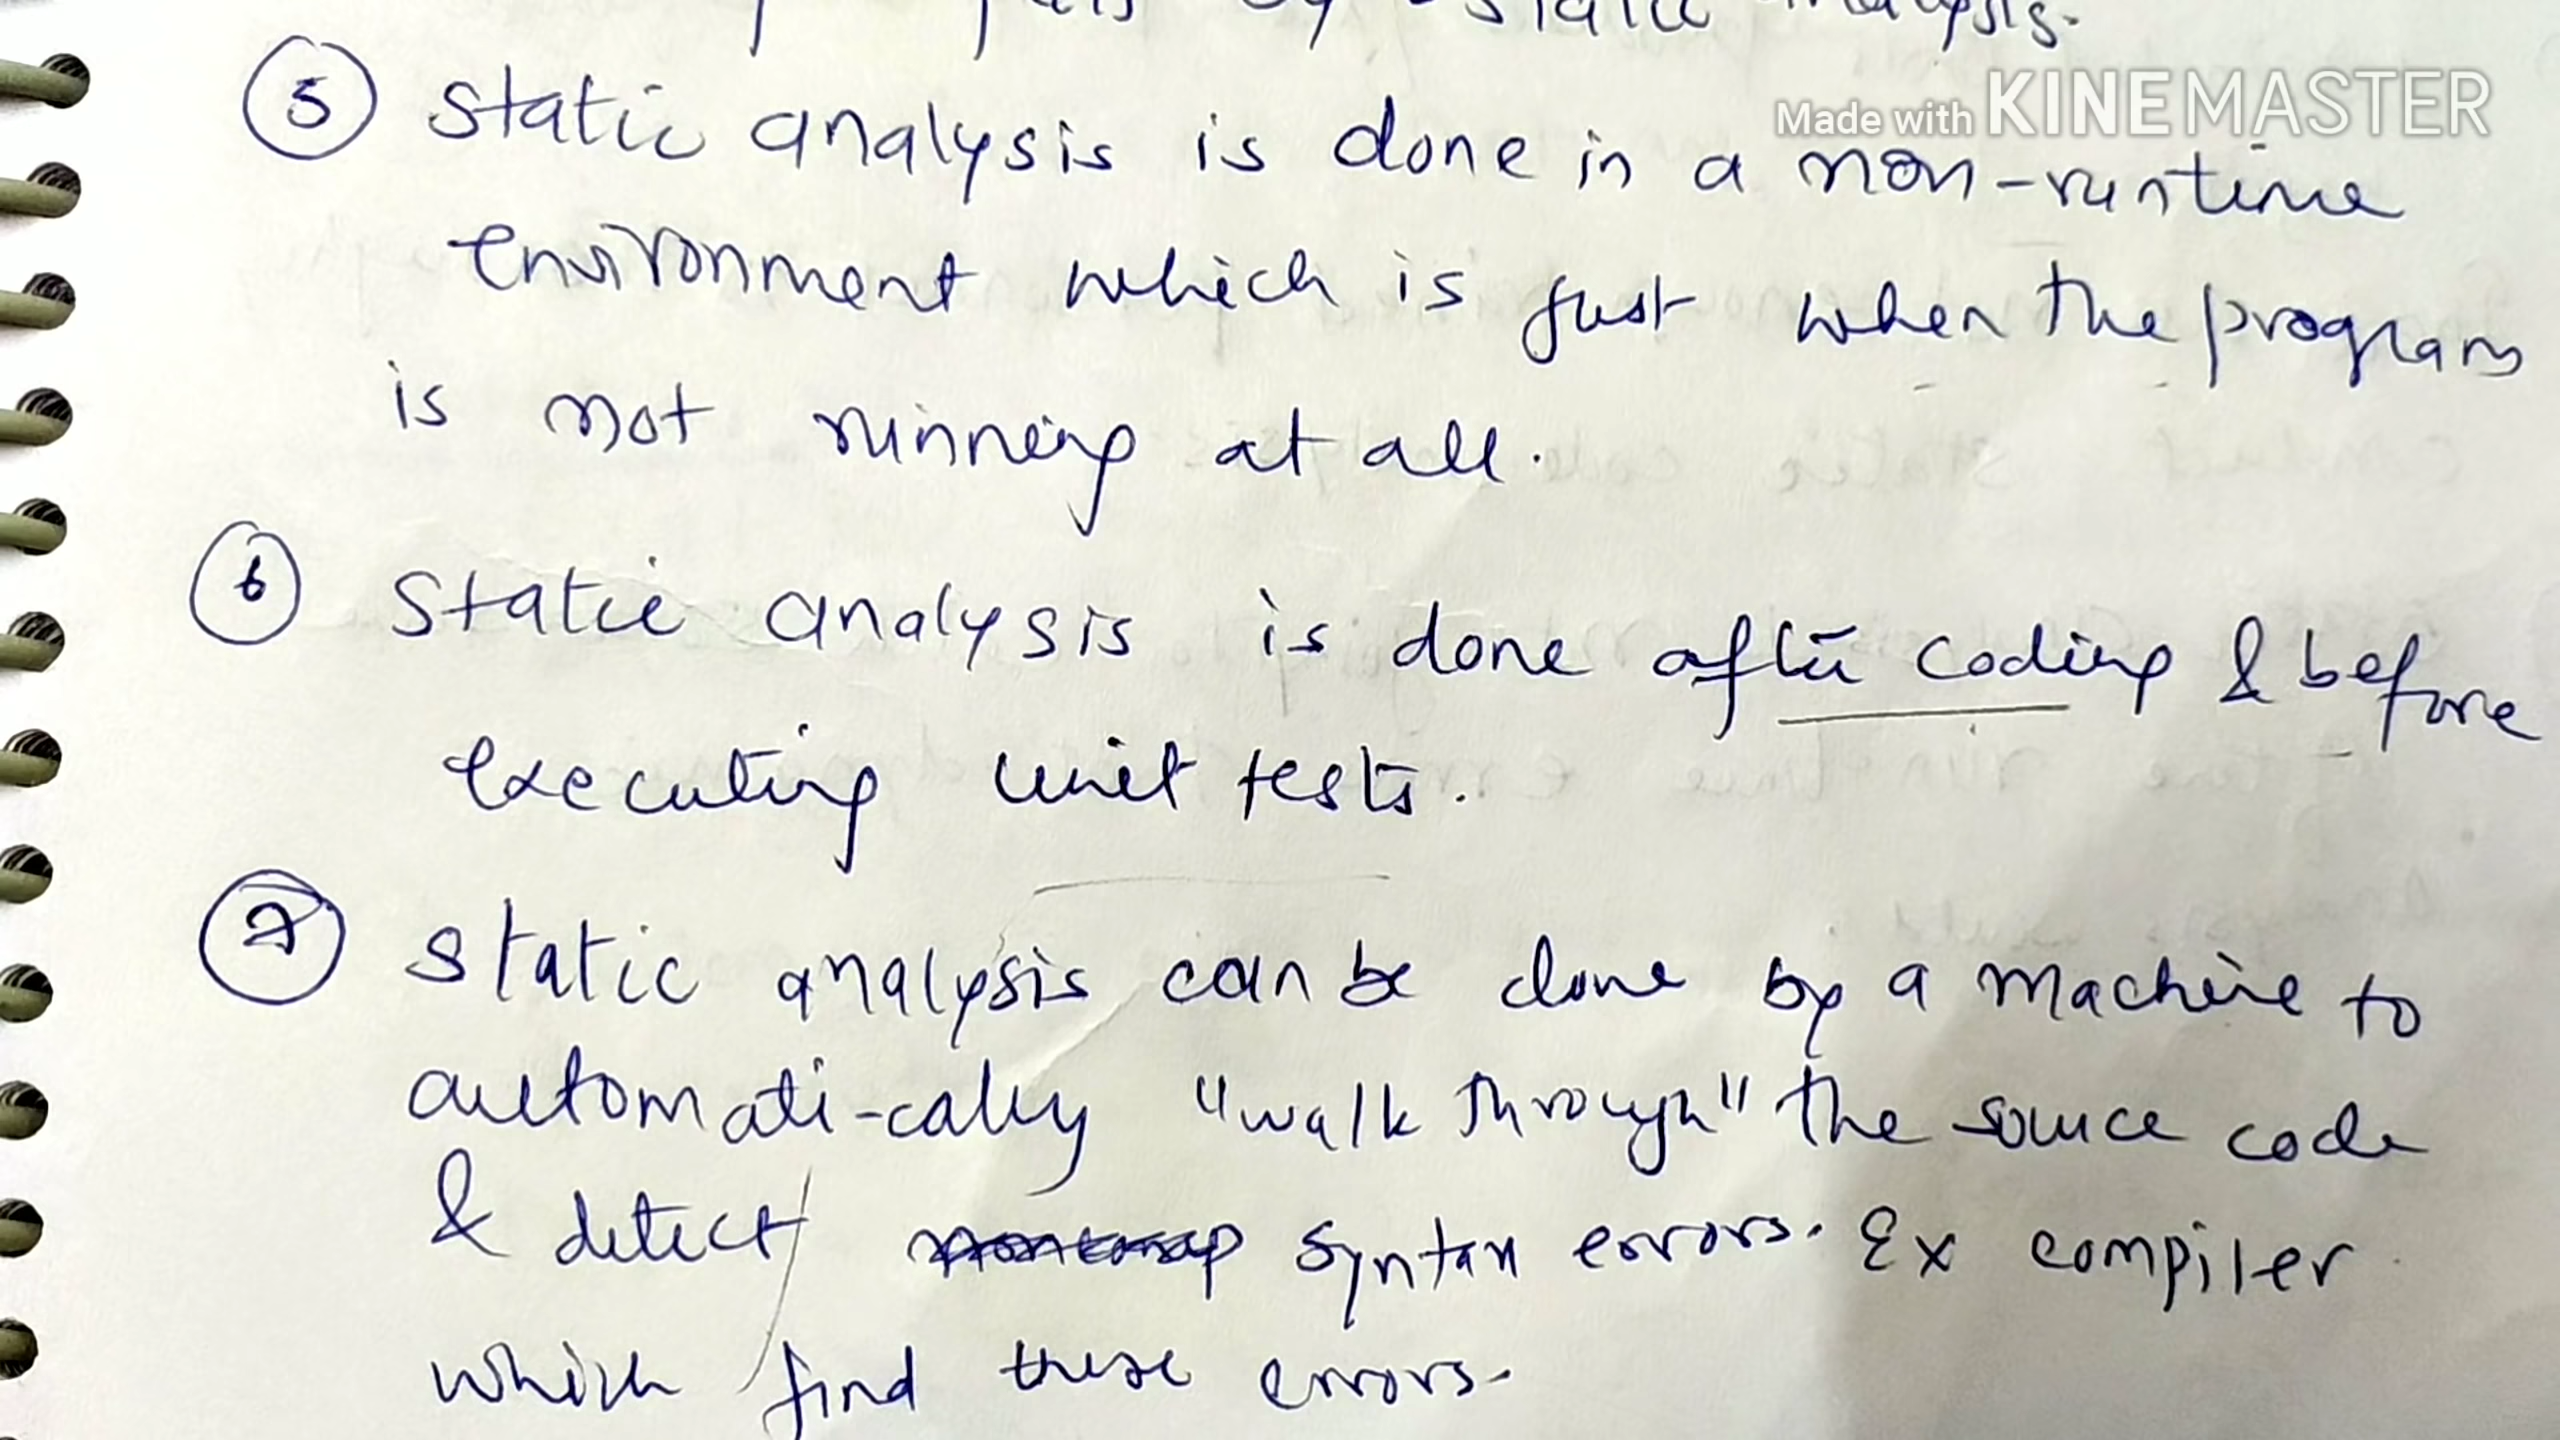 by static analysis.
Made with KINEMASTER
5 static analysis is done in a non-runtime
environment which is just when the program
is not running at all.
6 Static analysis is done after coding & before
executing unit tests.
7 Static analysis can be done by a machine to
automati-cally "walk through" the source code
& detect syntax errors. Ex compiler
which find these errors.